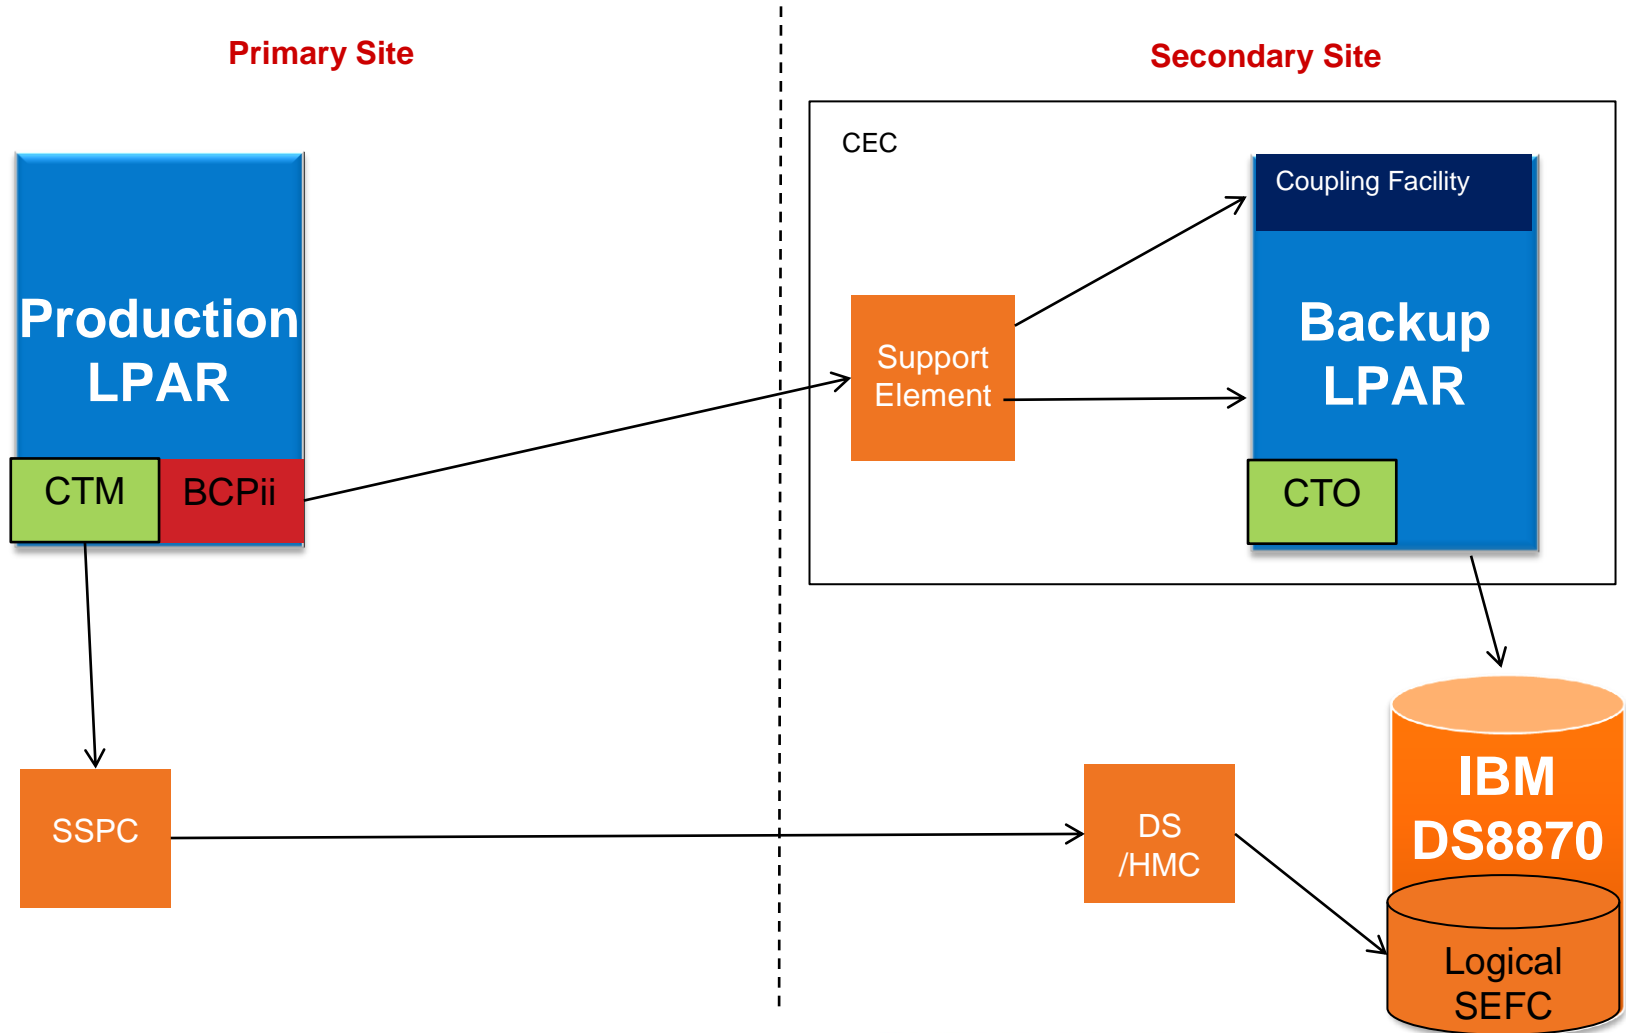 Primary Site
Secondary Site
CEC
Coupling Facility
Production
LPAR
Support
Element
Backup
LPAR
CTM
BCPii
CTO
SSPC
DS
/HMC
IBM
DS8870
Logical
SEFC